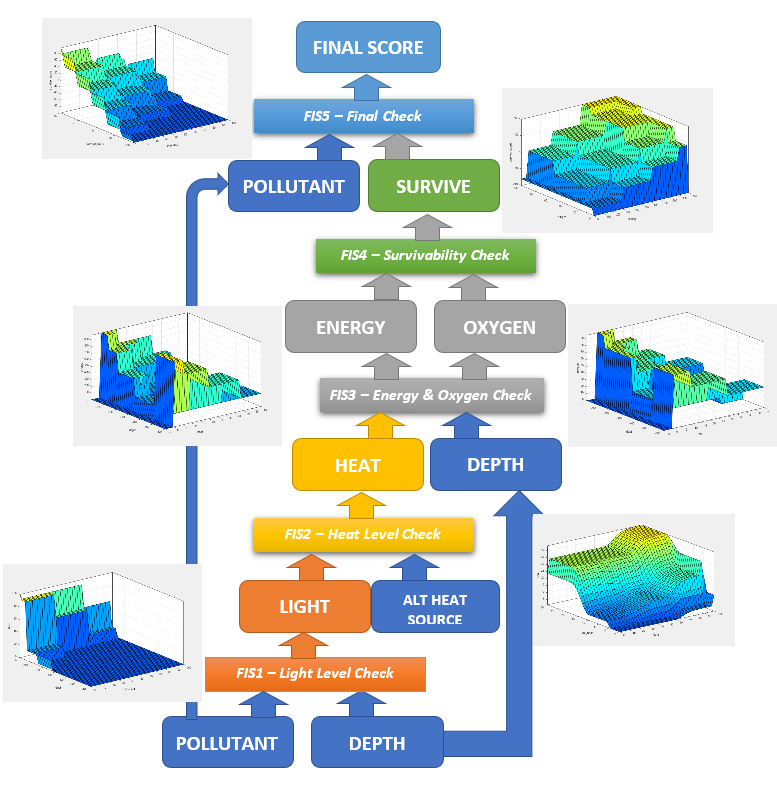 FINAL SCORE
FIS5 – Final Check
POLLUTANT
SURVIVE
FIS4 – Survivability Check
ENERGY
OXYGEN
FIS3 – Energy & Oxygen Check
HEAT
DEPTH
FIS2 – Heat Level Check
LIGHT
ALT HEAT
SOURCE
FIS1 – Light Level Check
POLLUTANT
DEPTH